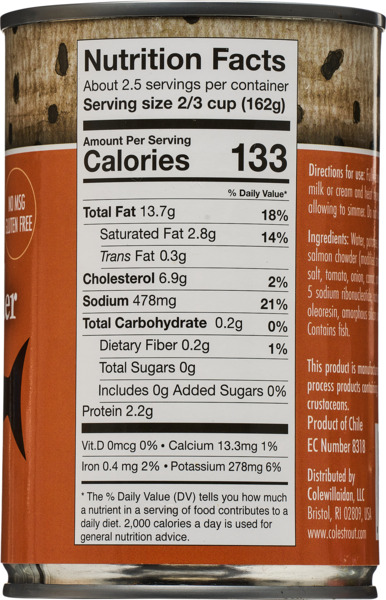 Nutrition Facts
About 2.5 servings per container
Serving size 2/3 cup (162g)
Amount Per Serving
Calories 133
% Daily Value*
Total Fat 13.7g 18%
Saturated Fat 2.8g 14%
Trans Fat 0.3g
Cholesterol 6.9g 2%
Sodium 478mg 21%
Total Carbohydrate 0.2g 0%
Dietary Fiber 0.2g 1%
Total Sugars 0g
Includes 0g Added Sugars 0%
Protein 2.2g
Vit.D 0mcg 0% • Calcium 13.3mg 1%
Iron 0.4 mg 2% • Potassium 278mg 6%
* The % Daily Value (DV) tells you how much
a nutrient in a serving of food contributes to a
daily diet. 2,000 calories a day is used for
general nutrition advice.
NO MSG
GLUTEN FREE
er
Directions for use:
milk or cream and
allowing to simmer.
Ingredients: Water,
salmon chowder
salt, tomato, onion,
5 sodium
oleoresin, amorphous
Contains fish.
This product is
process products
crustaceans.
Product of Chile
EC Number 8318
Distributed by
Colewillaidan, LLC
Bristol, RI 02809, USA
www.colestrout.com